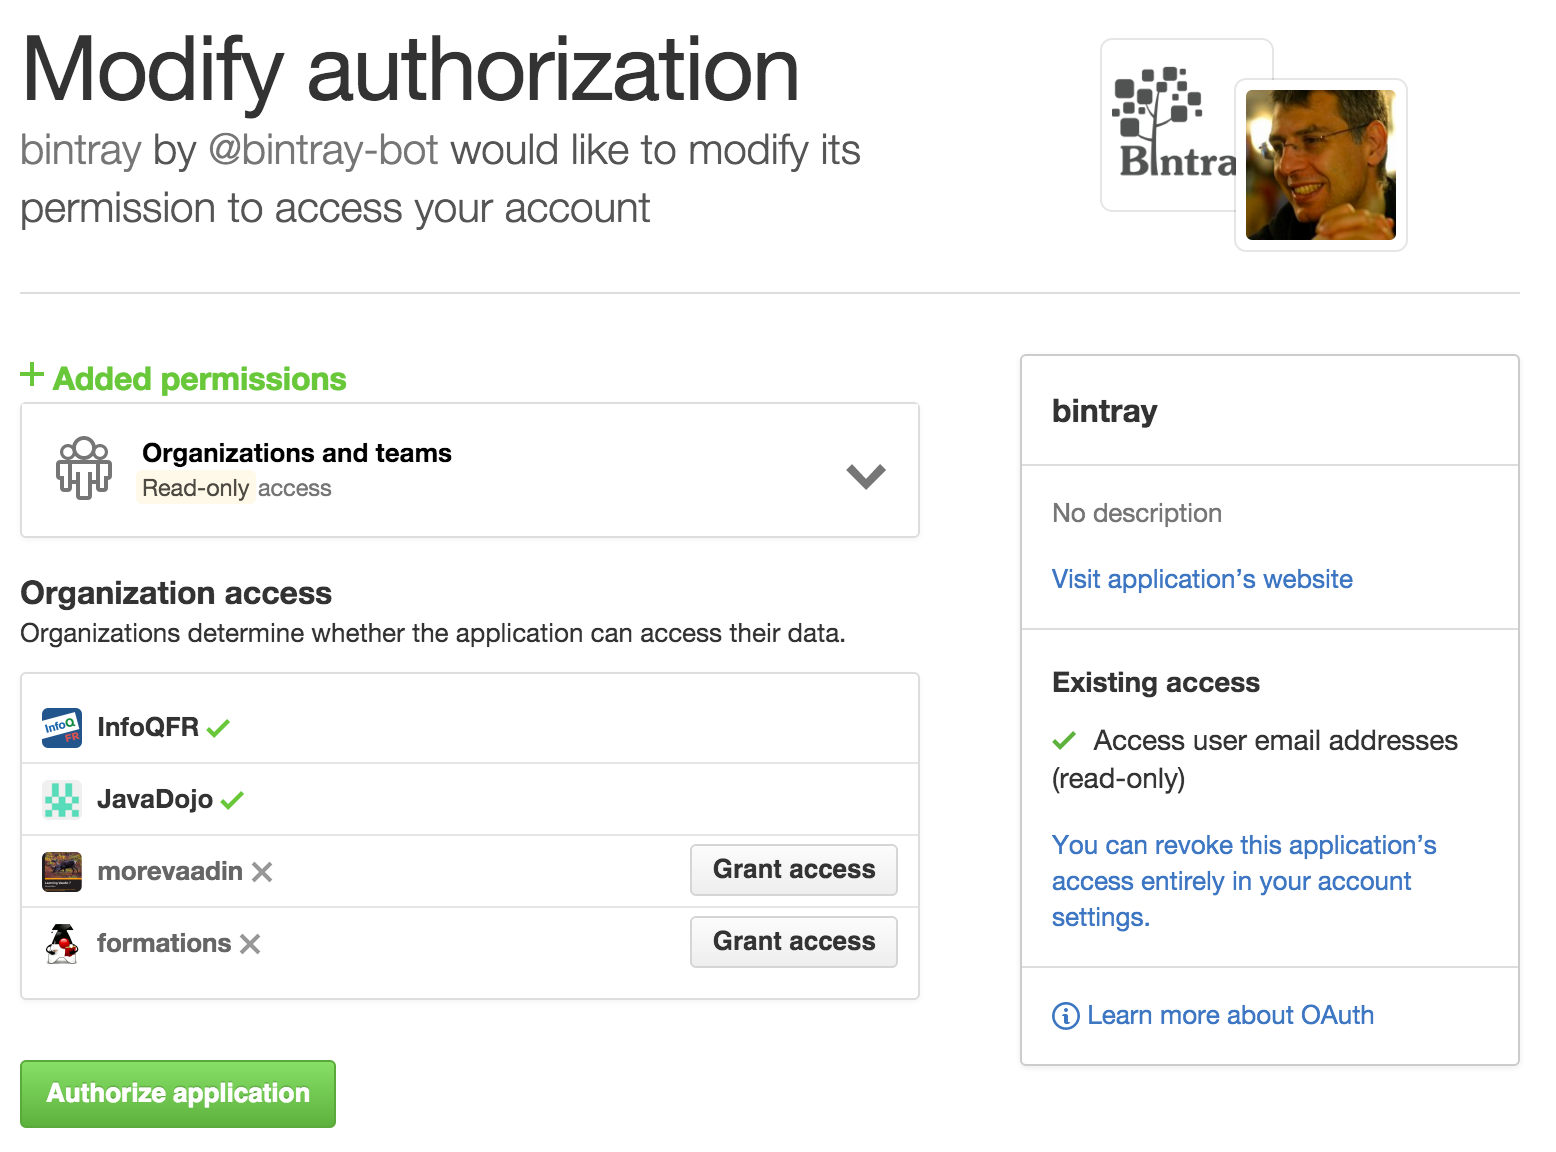 Modify authorization
bintray by @bintray-bot would like to modify its
permission to access your account
Bintra
Added permissions
Organizations and teams
Read-only access
Organization access
Organizations determine whether the application can access their data.
InfoQ
FR
InfoQFR
JavaDojo
morevaadin
Grant access
formations
Grant access
Authorize application
bintray
No description
Visit application’s website
Existing access
Access user email addresses
(read-only)
You can revoke this application’s
access entirely in your account
settings.
Learn more about OAuth